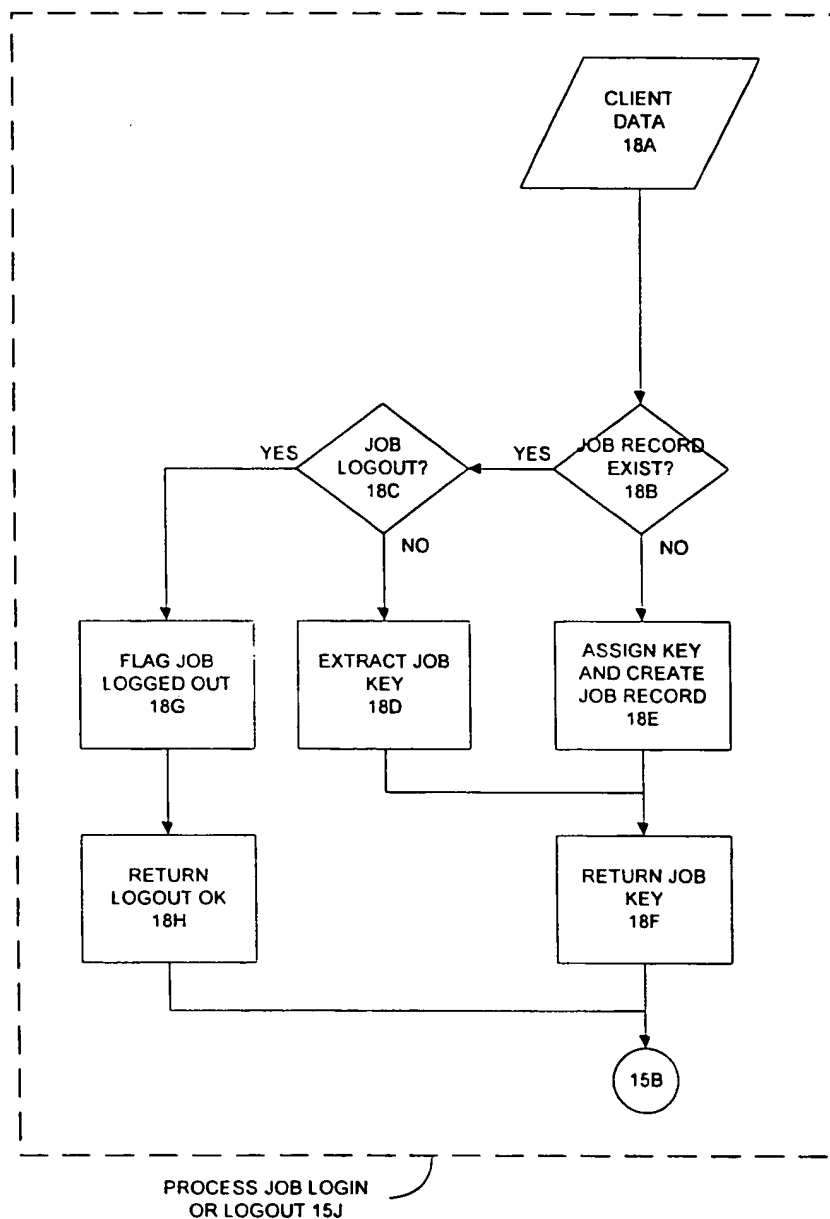 CLIENT
DATA
18A
JOB RECORD
EXIST?
18B
YES
NO
JOB
LOGOUT?
18C
YES
NO
FLAG JOB
LOGGED OUT
18G
EXTRACT JOB
KEY
18D
ASSIGN KEY
AND CREATE
JOB RECORD
18E
RETURN
LOGOUT OK
18H
RETURN JOB
KEY
18F
15B
PROCESS JOB LOGIN
OR LOGOUT 15J